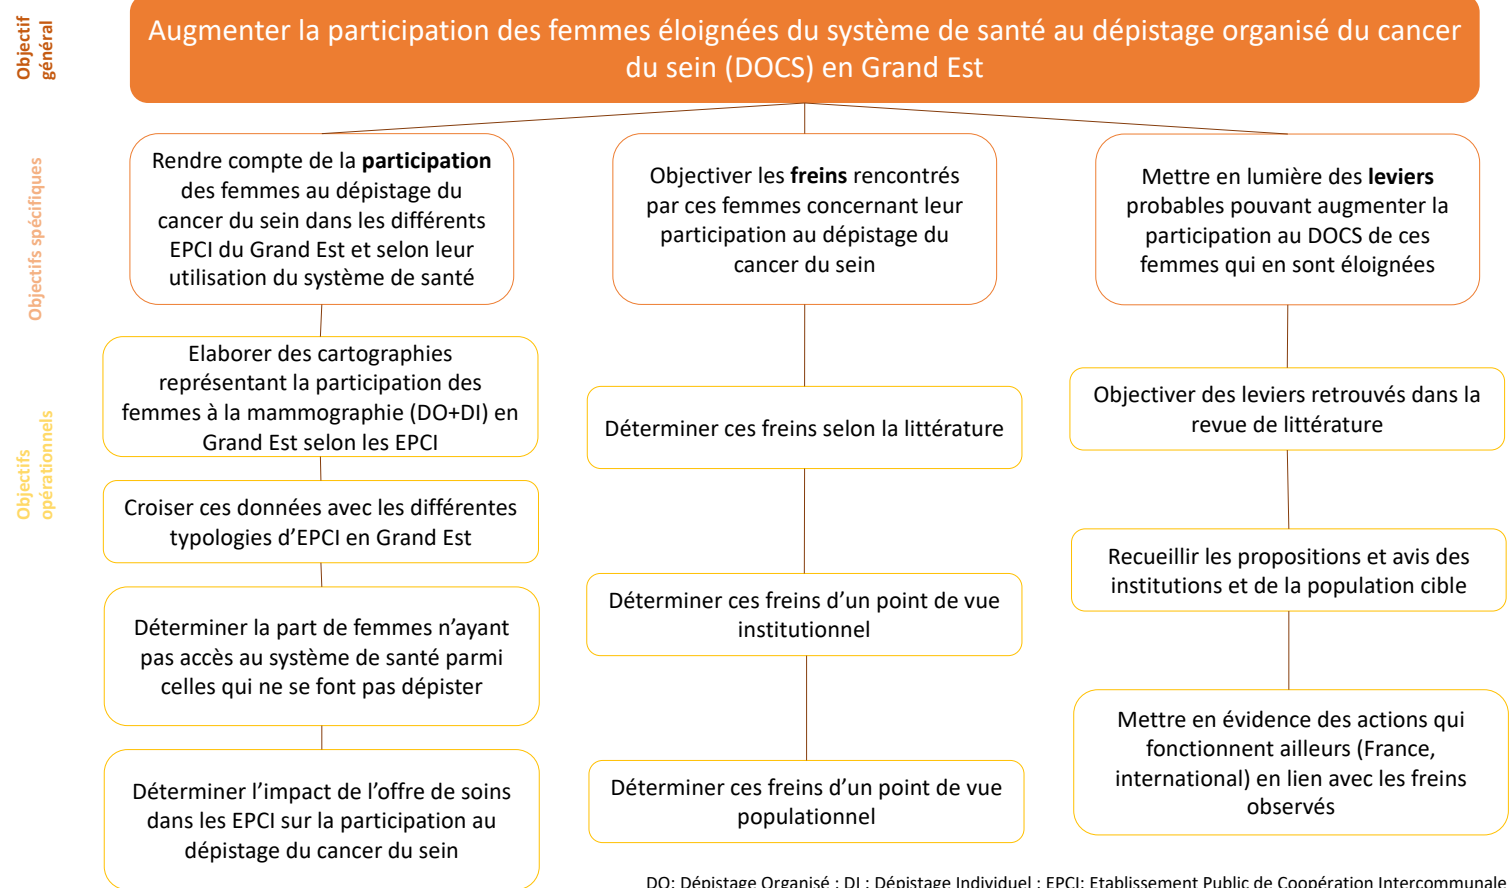 Objectif
général
Augmenter la participation des femmes éloignées du système de santé au dépistage organisé du cancer
du sein (DOCS) en Grand Est
Objectifs spécifiques
Rendre compte de la participation
des femmes au dépistage du
cancer du sein dans les différents
EPCI du Grand Est et selon leur
utilisation du système de santé
Objectiver les freins rencontrés
par ces femmes concernant leur
participation au dépistage du
cancer du sein
Mettre en lumière des leviers
probables pouvant augmenter la
participation au DOCS de ces
femmes qui en sont éloignées
Objectifs
opérationnels
Elaborer des cartographies
représentant la participation des
femmes à la mammographie (DO+DI) en
Grand Est selon les EPCI
Croiser ces données avec les différentes
typologies d'EPCI en Grand Est
Déterminer la part de femmes n'ayant
pas accès au système de santé parmi
celles qui ne se font pas dépister
Déterminer l'impact de l'offre de soins
dans les EPCI sur la participation au
dépistage du cancer du sein
Déterminer ces freins selon la littérature
Déterminer ces freins d'un point de vue
institutionnel
Déterminer ces freins d'un point de vue
populationnel
Objectiver des leviers retrouvés dans la
revue de littérature
Recueillir les propositions et avis des
institutions et de la population cible
Mettre en évidence des actions qui
fonctionnent ailleurs (France,
international) en lien avec les freins
observés
DO: Dépistage Organisé ; DI : Dépistage Individuel ; EPCI: Etablissement Public de Coopération Intercommunale